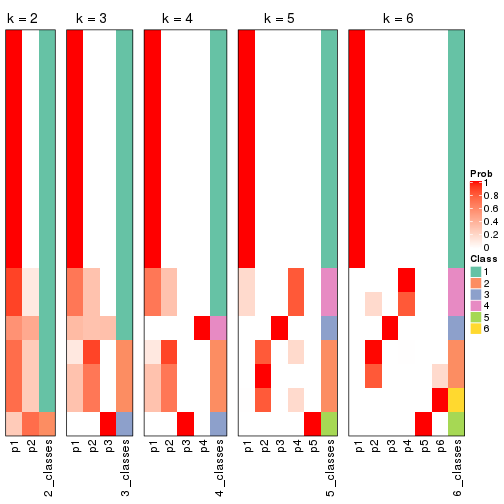 k = 2
k = 3
k = 4
k = 5
k = 6
p1
p2
2_classes
p1
p2
p3
3_classes
p1
p2
p3
p4
4_classes
p1
p2
p3
p4
p5
5_classes
p1
p2
p3
p4
p5
p6
6_classes
Prob
1
0.8
0.6
0.4
0.2
0
Class
1
2
3
4
5
6